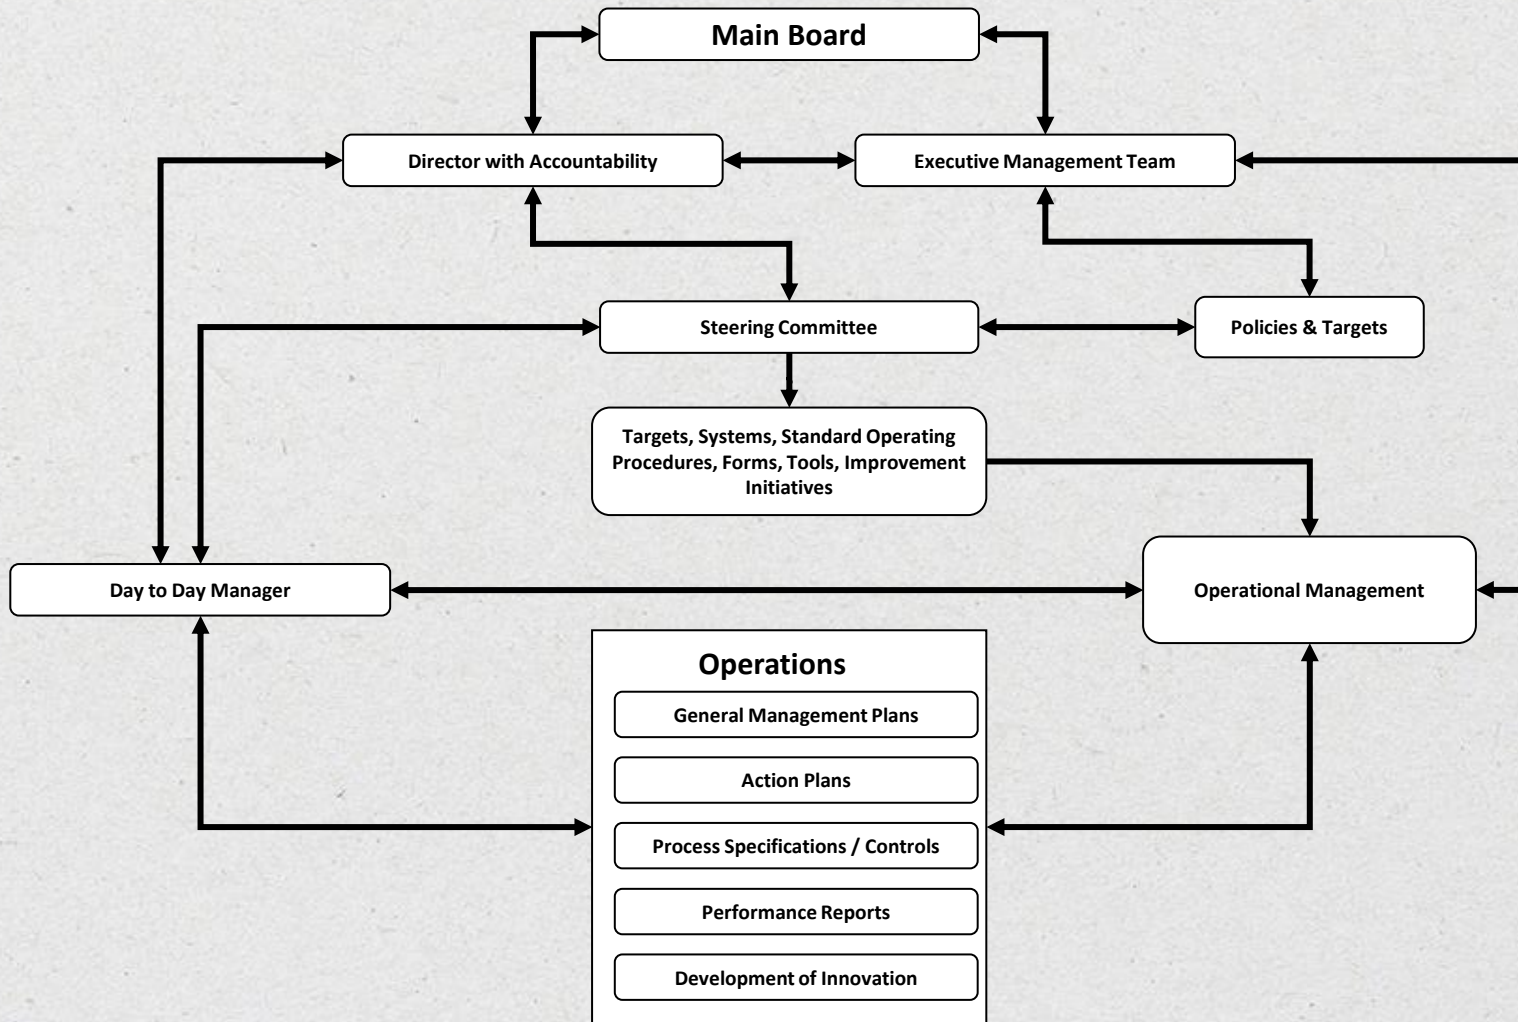 Main Board
Director with Accountability
Executive Management Team
Steering Committee
Policies & Targets
Targets, Systems, Standard Operating
Procedures, Forms, Tools, Improvement
Initiatives
Day to Day Manager
Operational Management
Operations
General Management Plans
Action Plans
Process Specifications / Controls
Performance Reports
Development of Innovation